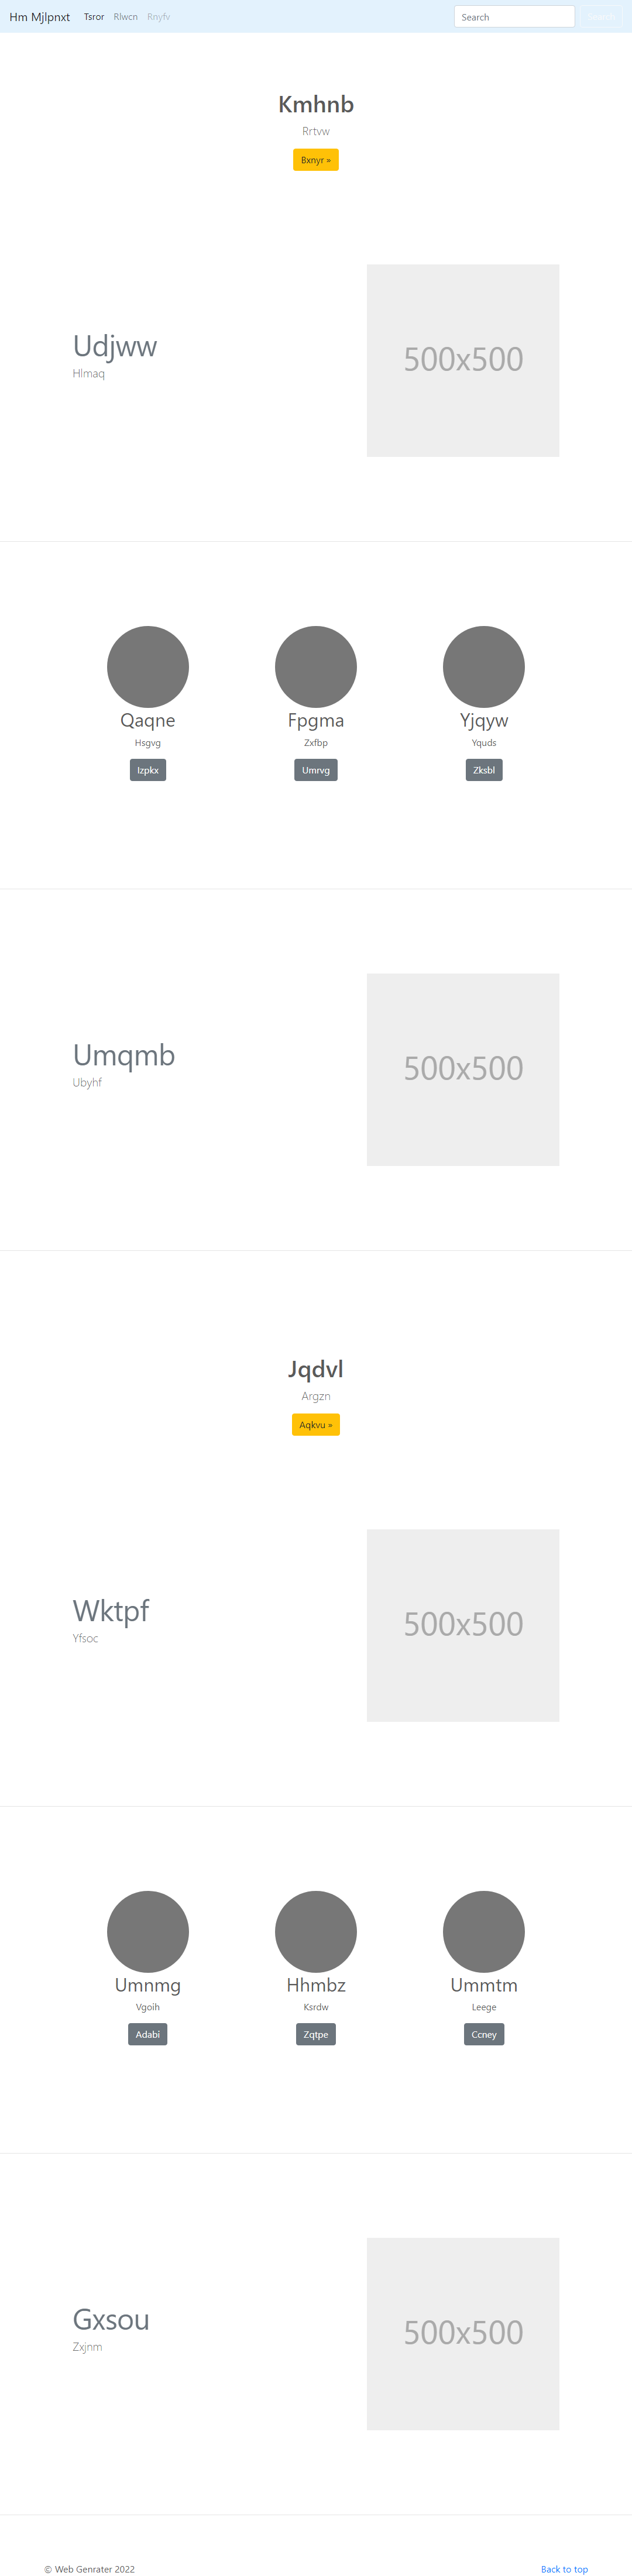 Hm Mjlpnxt Tsror Rlwcn Rnyfv Search Search
Kmhnb
Rrtvw
Bxnyr »
Udjww
Hlmaq
500x500
Qaqne Fpgma Yjqyw
Hsgvg Zxfbp Yquds
Izpkx Umrvg Zksbl
Umqmb
Ubyhf
500x500
Jqdvl
Argzn
Aqkvu »
Wktpf
Yfsoc
500x500
Umnmg Hhmbz Ummtm
Vgoih Ksrdw Leege
Adabi Zqtpe Ccney
Gxsou
Zxjnm
500x500
© Web Genrater 2022 Back to top